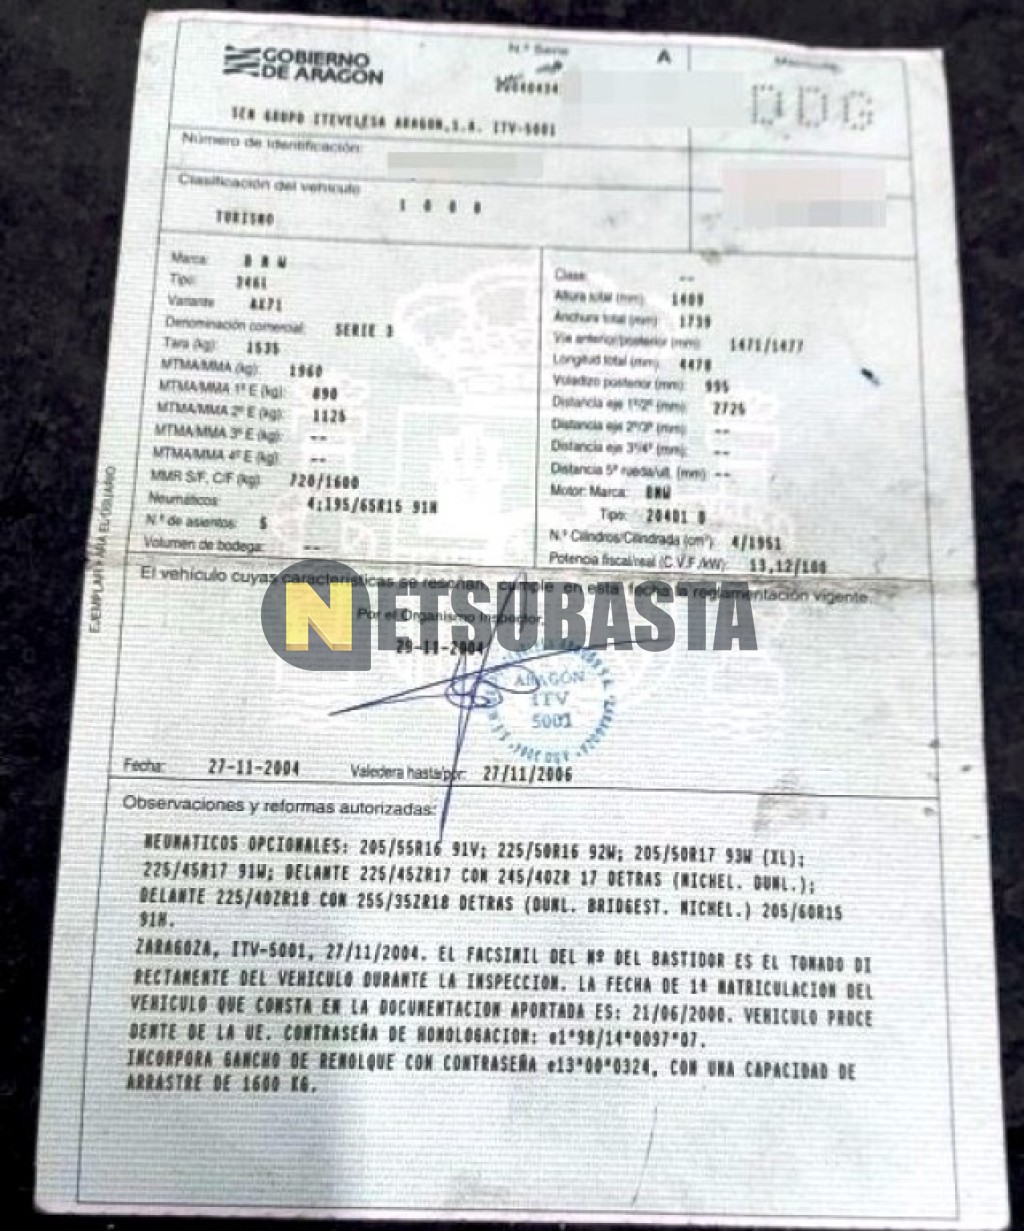 GOBIERNO
DE ARAGÓN
N.º Serie
A
Matrícula
DDG
SEM GRUPO ITEVELESA ARAGON,S.A. ITV-5001
Número de Identificación:
Clasificación del vehículo
1 0 0 0
TURISMO
Marca: B M W
Tipo: 346L
Variante AX71
Denominación comercial: SERIE 3
Tara (kg): 1535
MTMA/MMA (kg): 1960
MTMA/MMA 1º E (kg): 890
MTMA/MMA 2º E (kg): 1125
MTMA/MMA 3º E (kg): --
MTMA/MMA 4º E (kg): --
MMR S/F, C/F (kg) 720/1600
Neumáticos 4;195/65R15 91H
N.º de asientos: 5
Volumen de bodega: --
Clase: --
Altura total (mm): 1409
Anchura total (mm): 1739
Vía anterior/posterior (mm): 1471/1477
Longitud total (mm): 4470
Voladizo posterior (mm): 995
Distancia eje 1º/2º (mm): 2725
Distancia eje 2º/3º (mm): --
Distancia eje 3º/4º (mm): --
Distancia 5ª rueda/últ. (mm): --
Motor: Marca: BMW
Tipo: 204D1 D
N.º Cilindros/Cilindrada (cm³): 4/1951
Potencia fiscal/real (C.V.F./kW): 13,12/100
EJEMPLAR PARA EL USUARIO
El vehículo cuyas características se reseñan, cumple en esta fecha la reglamentación vigente.
Por el Organismo Inspector,
NETSUBASTA
29-11-2004
ARAGÓN
ITV
5001
Fecha: 27-11-2004 Valedera hasta/por: 27/11/2006
Observaciones y reformas autorizadas:
NEUMATICOS OPCIONALES: 205/55R16 91V; 225/50R16 92W; 205/50R17 93W (XL);
225/45R17 91W; DELANTE 225/45ZR17 CON 245/40ZR 17 DETRAS (MICHEL. DUNL.);
DELANTE 225/40ZR18 CON 255/35ZR18 DETRAS (DUNL. BRIDGEST. MICHEL.) 205/60R15
91H.
ZARAGOZA, ITV-5001, 27/11/2004. EL FACSIMIL DEL Nº DEL BASTIDOR ES EL TOMADO DI
RECTAMENTE DEL VEHICULO DURANTE LA INSPECCION. LA FECHA DE 1ª MATRICULACION DEL
VEHICULO QUE CONSTA EN LA DOCUMENTACION APORTADA ES: 21/06/2000. VEHICULO PROCE
DENTE DE LA UE. CONTRASEÑA DE HOMOLOGACION: e1*98/14*0097*07.
INCORPORA GANCHO DE REMOLQUE CON CONTRASEÑA e13*00*0324, CON UNA CAPACIDAD DE
ARRASTRE DE 1600 KG.